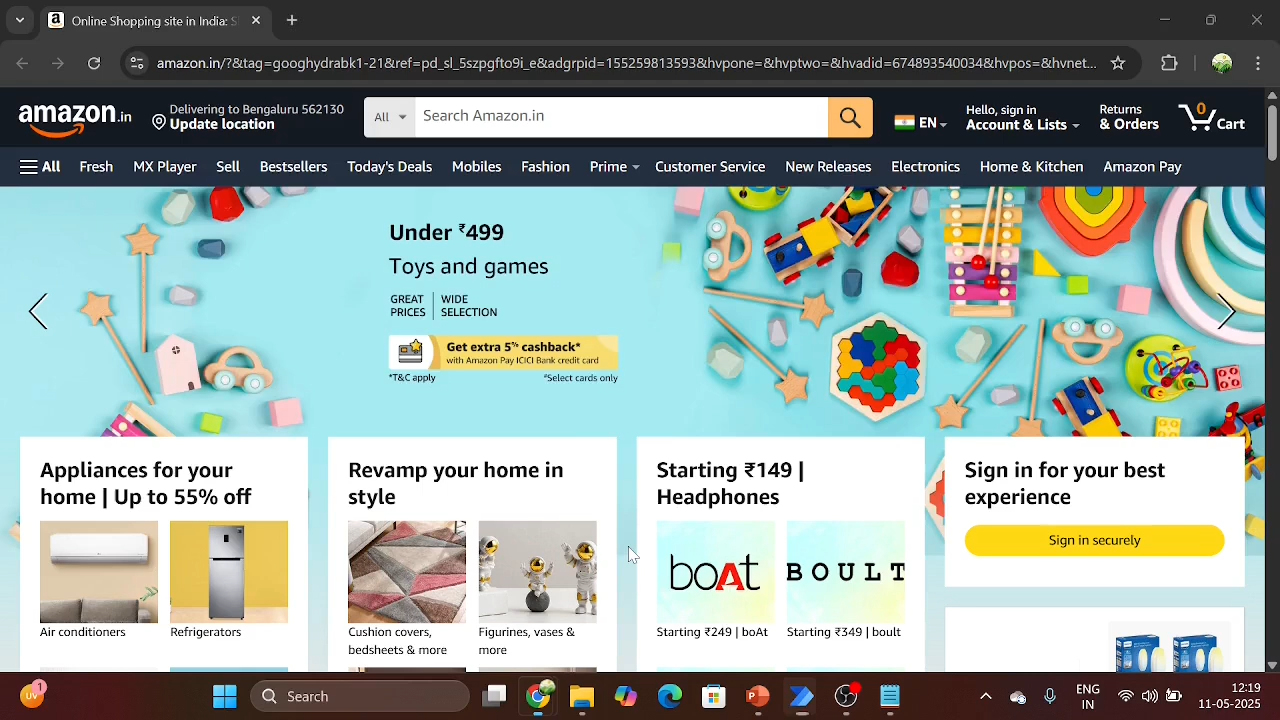 Online Shopping site in India: S
amazon.in/?&tag=googhydrabk1-21&ref=pd_sl_5szpgfto9i_e&adgrpid=155259813593&hvpone=&hvptwo=&hvadid=674893540034&hvpos=&hvnet...
amazon.in
Delivering to Bengaluru 562130
Update location
All
Search Amazon.in
EN
Hello, sign in
Account & Lists
Returns
& Orders
0
Cart
All Fresh MX Player Sell Bestsellers Today's Deals Mobiles Fashion Prime Customer Service New Releases Electronics Home & Kitchen Amazon Pay
Under ₹499
Toys and games
GREAT PRICES
WIDE SELECTION
Get extra 5%* cashback*
with Amazon Pay ICICI Bank credit card
*T&C apply *Select cards only
Appliances for your
home | Up to 55% off
Air conditioners
Refrigerators
Revamp your home in
style
Cushion covers,
bedsheets & more
Figurines, vases &
more
Starting ₹149 |
Headphones
boAt
BOULT
Starting ₹249 | boAt
Starting ₹349 | boult
Sign in for your best
experience
Sign in securely
1
Search
ENG
IN
12:19
11-05-2025